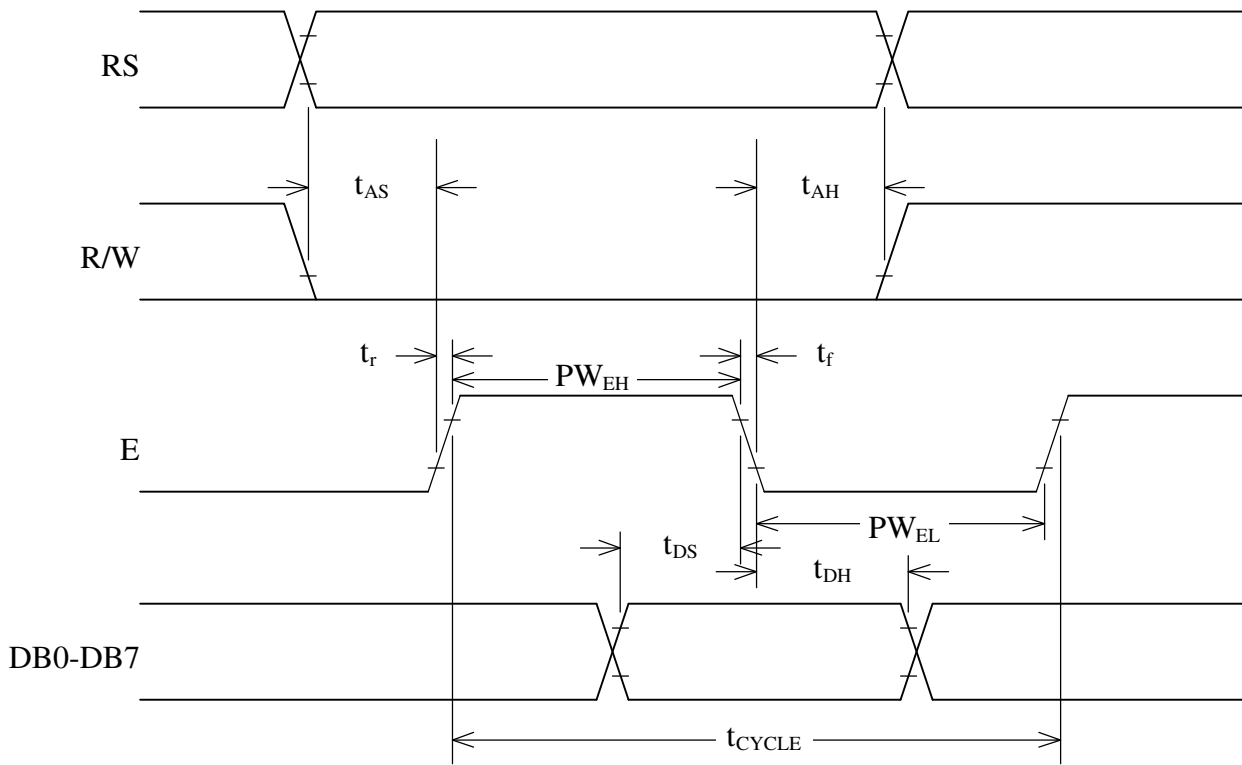 RS
t_AS t_AH
R/W
t_r t_f
PW_EH
E
PW_EL
t_DS
t_DH
DB0-DB7
t_CYCLE